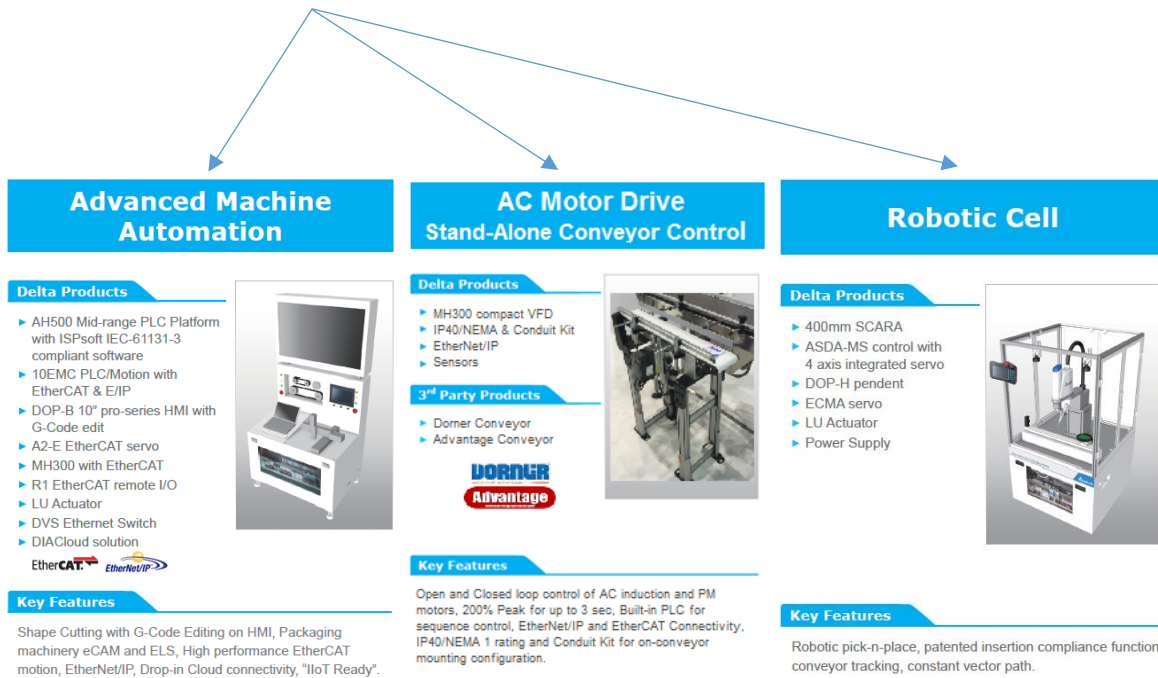 Advanced Machine
Automation
Delta Products
AH500 Mid-range PLC Platform
with ISPsoft IEC-61131-3
compliant software
10EMC PLC/Motion with
EtherCAT & E/IP
DOP-B 10" pro-series HMI with
G-Code edit
A2-E EtherCAT servo
MH300 with EtherCAT
R1 EtherCAT remote I/O
LU Actuator
DVS Ethernet Switch
DIACloud solution
EtherCAT.
EtherNet/IP
Key Features
Shape Cutting with G-Code Editing on HMI, Packaging
machinery eCAM and ELS, High performance EtherCAT
motion, EtherNet/IP, Drop-in Cloud connectivity, "IIoT Ready".
AC Motor Drive
Stand-Alone Conveyor Control
Delta Products
MH300 compact VFD
IP40/NEMA & Conduit Kit
EtherNet/IP
Sensors
3rd Party Products
Dorner Conveyor
Advantage Conveyor
DORNER
Advantage
Key Features
Open and Closed loop control of AC induction and PM
motors, 200% Peak for up to 3 sec, Built-in PLC for
sequence control, EtherNet/IP and EtherCAT Connectivity,
IP40/NEMA 1 rating and Conduit Kit for on-conveyor
mounting configuration.
Robotic Cell
Delta Products
400mm SCARA
ASDA-MS control with
4 axis integrated servo
DOP-H pendent
ECMA servo
LU Actuator
Power Supply
Key Features
Robotic pick-n-place, patented insertion compliance function
conveyor tracking, constant vector path.